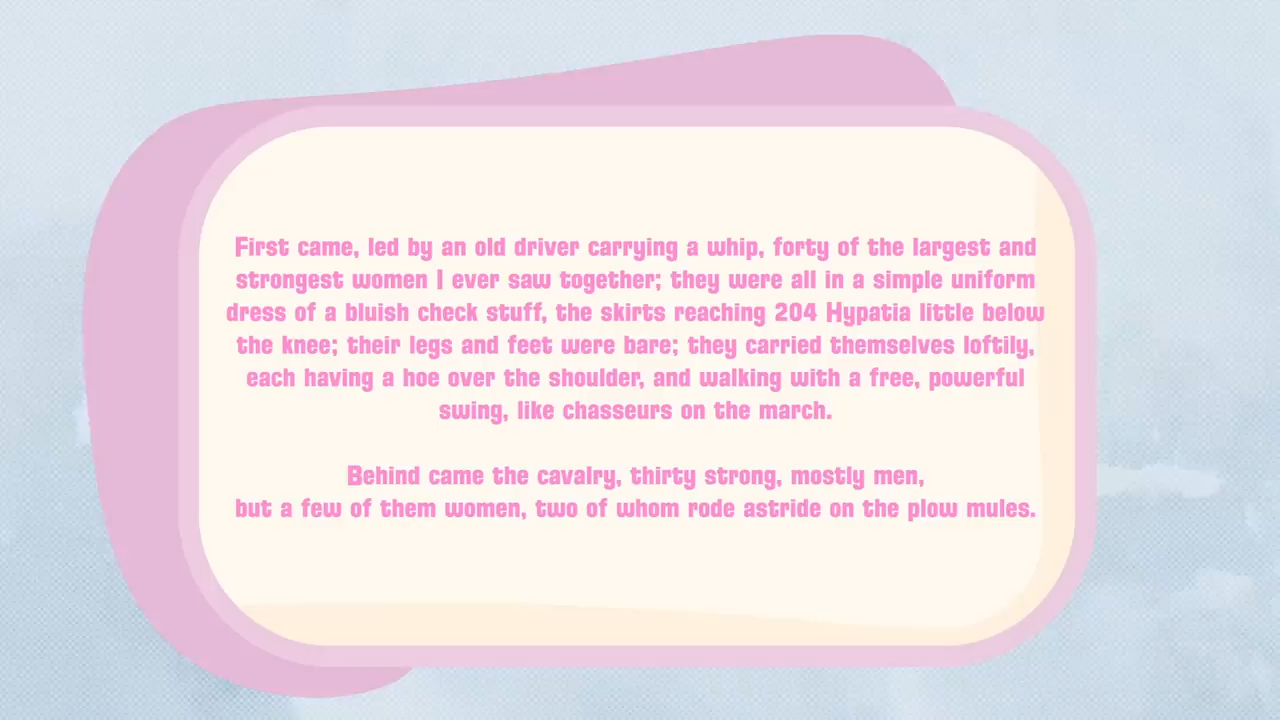 First came, led by an old driver carrying a whip, forty of the largest and
strongest women I ever saw together; they were all in a simple uniform
dress of a bluish check stuff, the skirts reaching 204 Hypatia little below
the knee; their legs and feet were bare; they carried themselves loftily,
each having a hoe over the shoulder, and walking with a free, powerful
swing, like chasseurs on the march.
Behind came the cavalry, thirty strong, mostly men,
but a few of them women, two of whom rode astride on the plow mules.